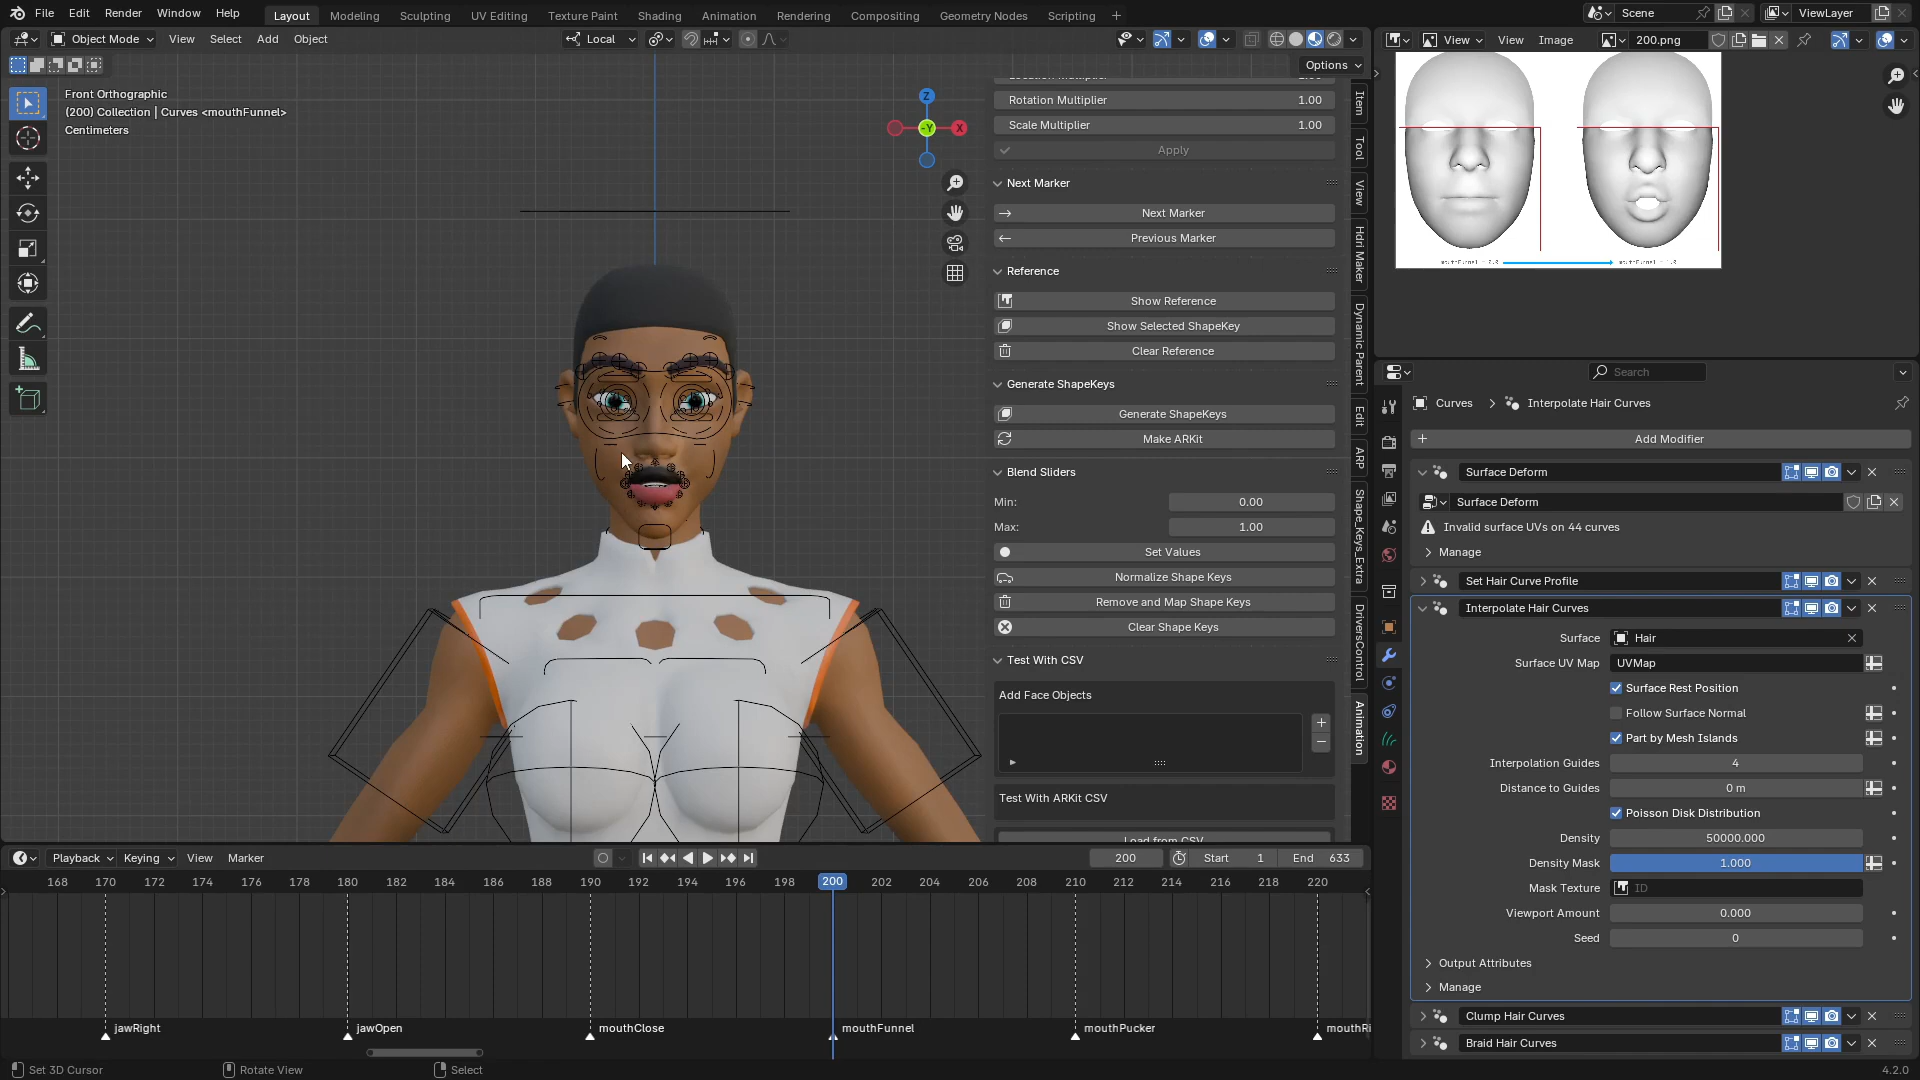 File Edit Render Window Help
Layout Modeling Sculpting UV Editing Texture Paint Shading Animation Rendering Compositing Geometry Nodes Scripting +
Scene
ViewLayer
Object Mode View Select Add Object
Local
View View Image 200.png
Options
Front Orthographic
(200) Collection | Curves <mouthFunnel>
Centimeters
Z
-Y
X
Rotation Multiplier 1.00
Scale Multiplier 1.00
Apply
Next Marker
Next Marker
Previous Marker
Reference
Show Reference
Show Selected ShapeKey
Clear Reference
Generate ShapeKeys
Generate ShapeKeys
Make ARKit
Blend Sliders
Min: 0.00
Max: 1.00
Set Values
Normalize Shape Keys
Remove and Map Shape Keys
Clear Shape Keys
Test With CSV
Add Face Objects
Test With ARKit CSV
Load from CSV
Item
Tool
View
Hdri Maker
Dynamic Parent
Edit
ARP
Shape_Keys_Extra
DriversControl
Animation
Search
Curves > Interpolate Hair Curves
Add Modifier
Surface Deform
Surface Deform
Invalid surface UVs on 44 curves
Manage
Set Hair Curve Profile
Interpolate Hair Curves
Surface Hair
Surface UV Map UVMap
Surface Rest Position
Follow Surface Normal
Part by Mesh Islands
Interpolation Guides 4
Distance to Guides 0 m
Poisson Disk Distribution
Density 50000.000
Density Mask 1.000
Mask Texture ID
Viewport Amount 0.000
Seed 0
Output Attributes
Manage
Clump Hair Curves
Braid Hair Curves
Playback Keying View Marker
200 Start 1 End 633
168 170 172 174 176 178 180 182 184 186 188 190 192 194 196 198 200 202 204 206 208 210 212 214 216 218 220
jawRight jawOpen mouthClose mouthFunnel mouthPucker mouthRi
Set 3D Cursor Rotate View Select
4.2.0